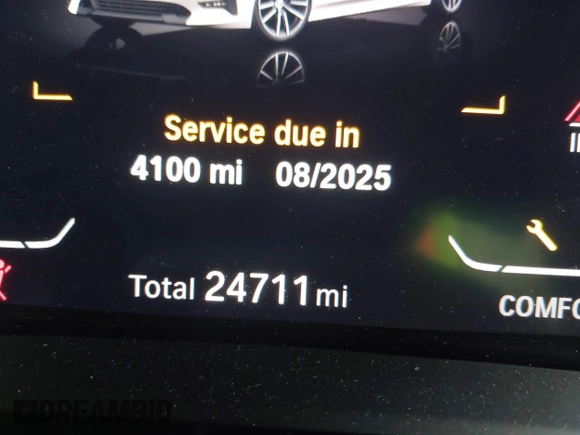 Service due in
4100 mi 08/2025
Total 24711 mi
COMFO
DREAMBID